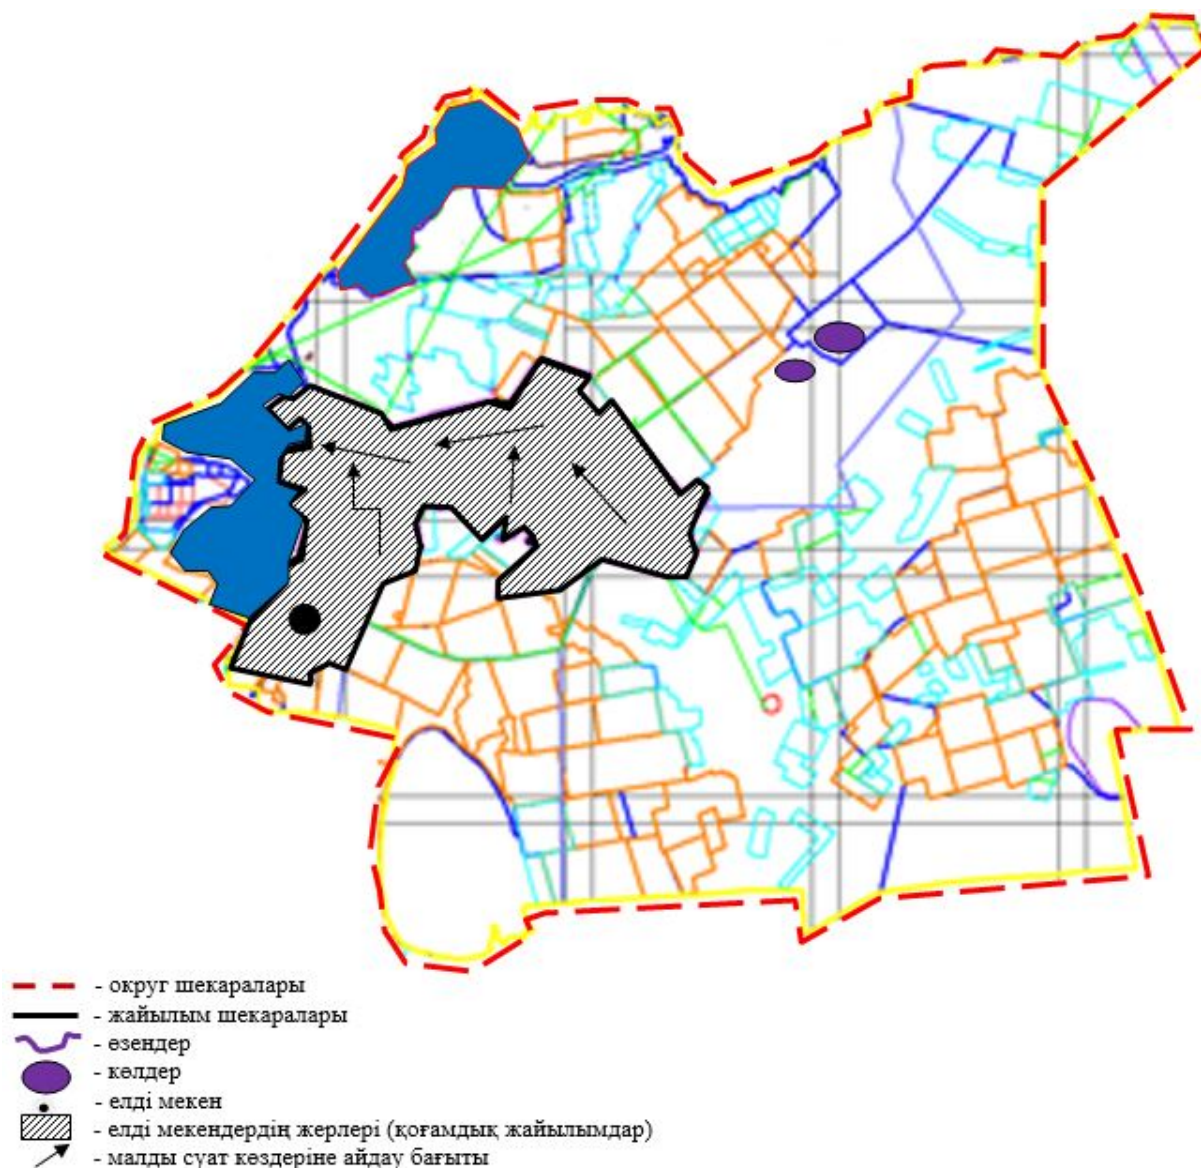 - округ шекаралары
- жайылым шекаралары
- өзендер
- көлдер
- елді мекен
- елді мекендердің жерлері (қоғамдық жайылымдар)
- малды суат көздеріне айдау бағыты